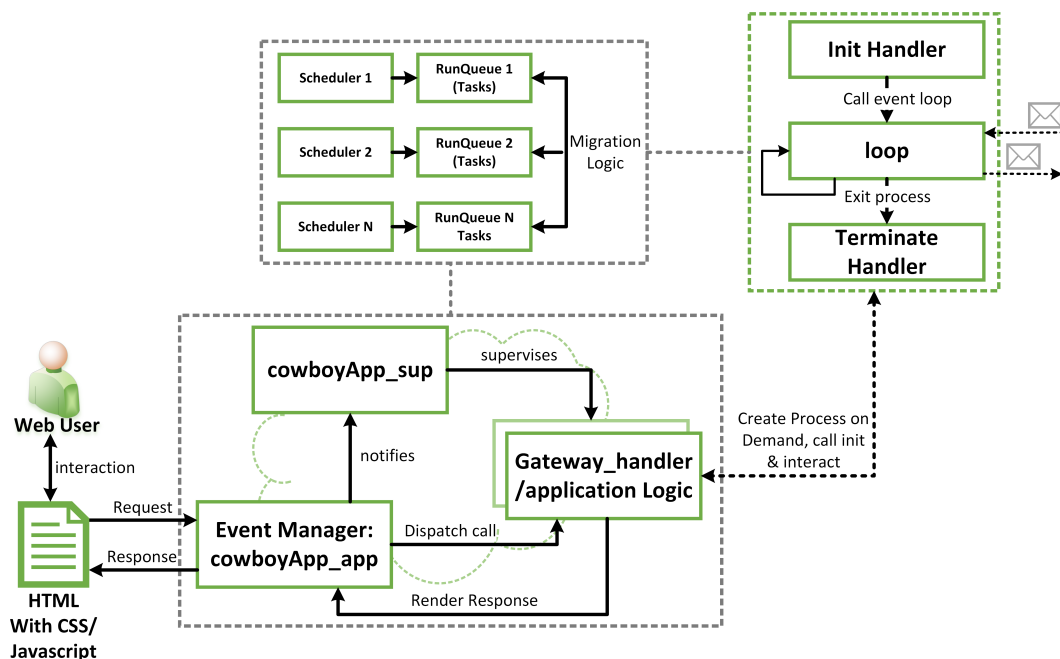 Init Handler
Call event loop
loop
Exit process
Terminate
Handler
Scheduler 1
RunQueue 1
(Tasks)
Scheduler 2
RunQueue 2
(Tasks)
Scheduler N
RunQueue N
Tasks
Migration
Logic
cowboyApp_sup
supervises
notifies
Gateway_handler
/application Logic
Create Process on
Demand, call init
& interact
Web User
interaction
Request
Response
Event Manager:
cowboyApp_app
Dispatch call
Render Response
HTML
With CSS/
Javascript